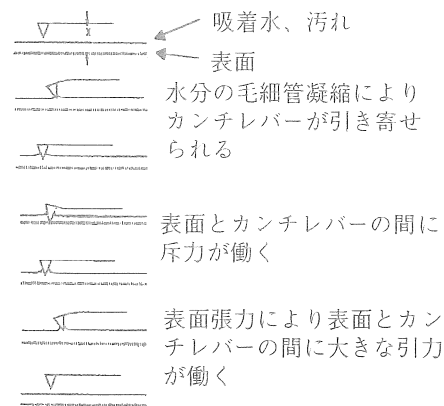 吸着水、汚れ
表面
水分の毛細管凝縮により
カンチレバーが引き寄せ
られる
表面とカンチレバーの間に
斥力が働く
表面張力により表面とカン
チレバーの間に大きな引力
が働く